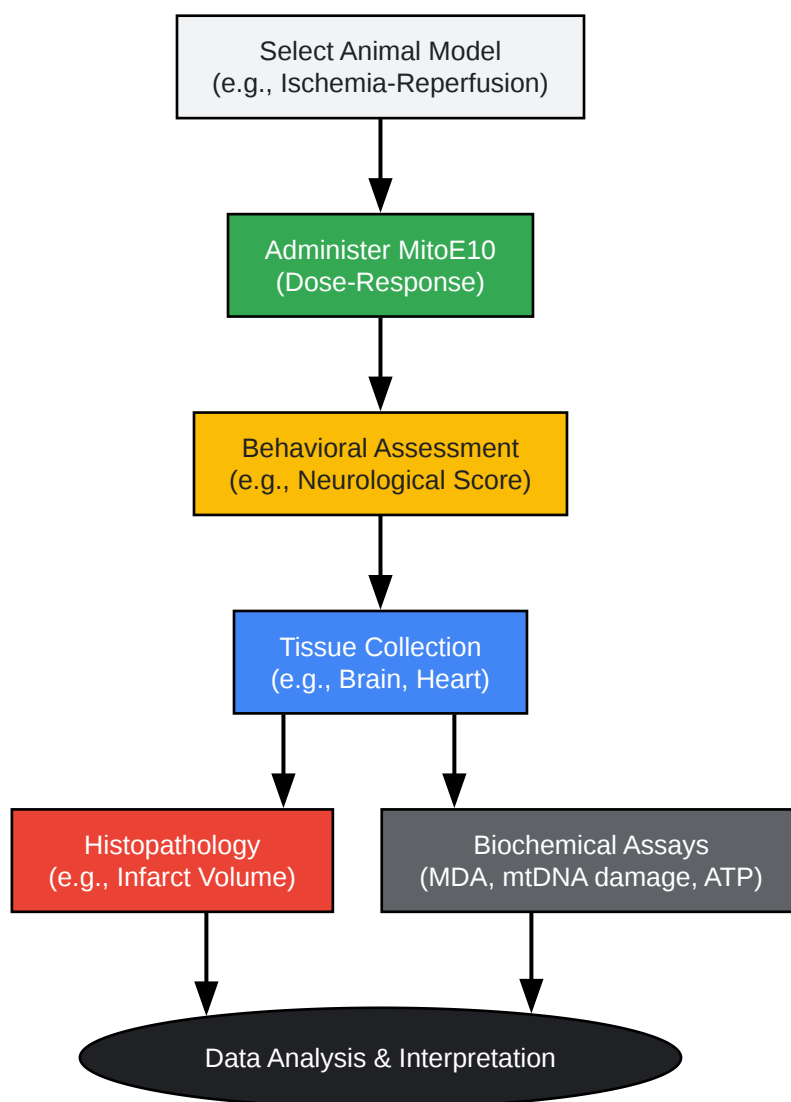 Select Animal Model
(e.g., Ischemia-Reperfusion)
Administer MitoE10
(Dose-Response)
Behavioral Assessment
(e.g., Neurological Score)
Tissue Collection
(e.g., Brain, Heart)
Histopathology
(e.g., Infarct Volume)
Biochemical Assays
(MDA, mtDNA damage, ATP)
Data Analysis & Interpretation